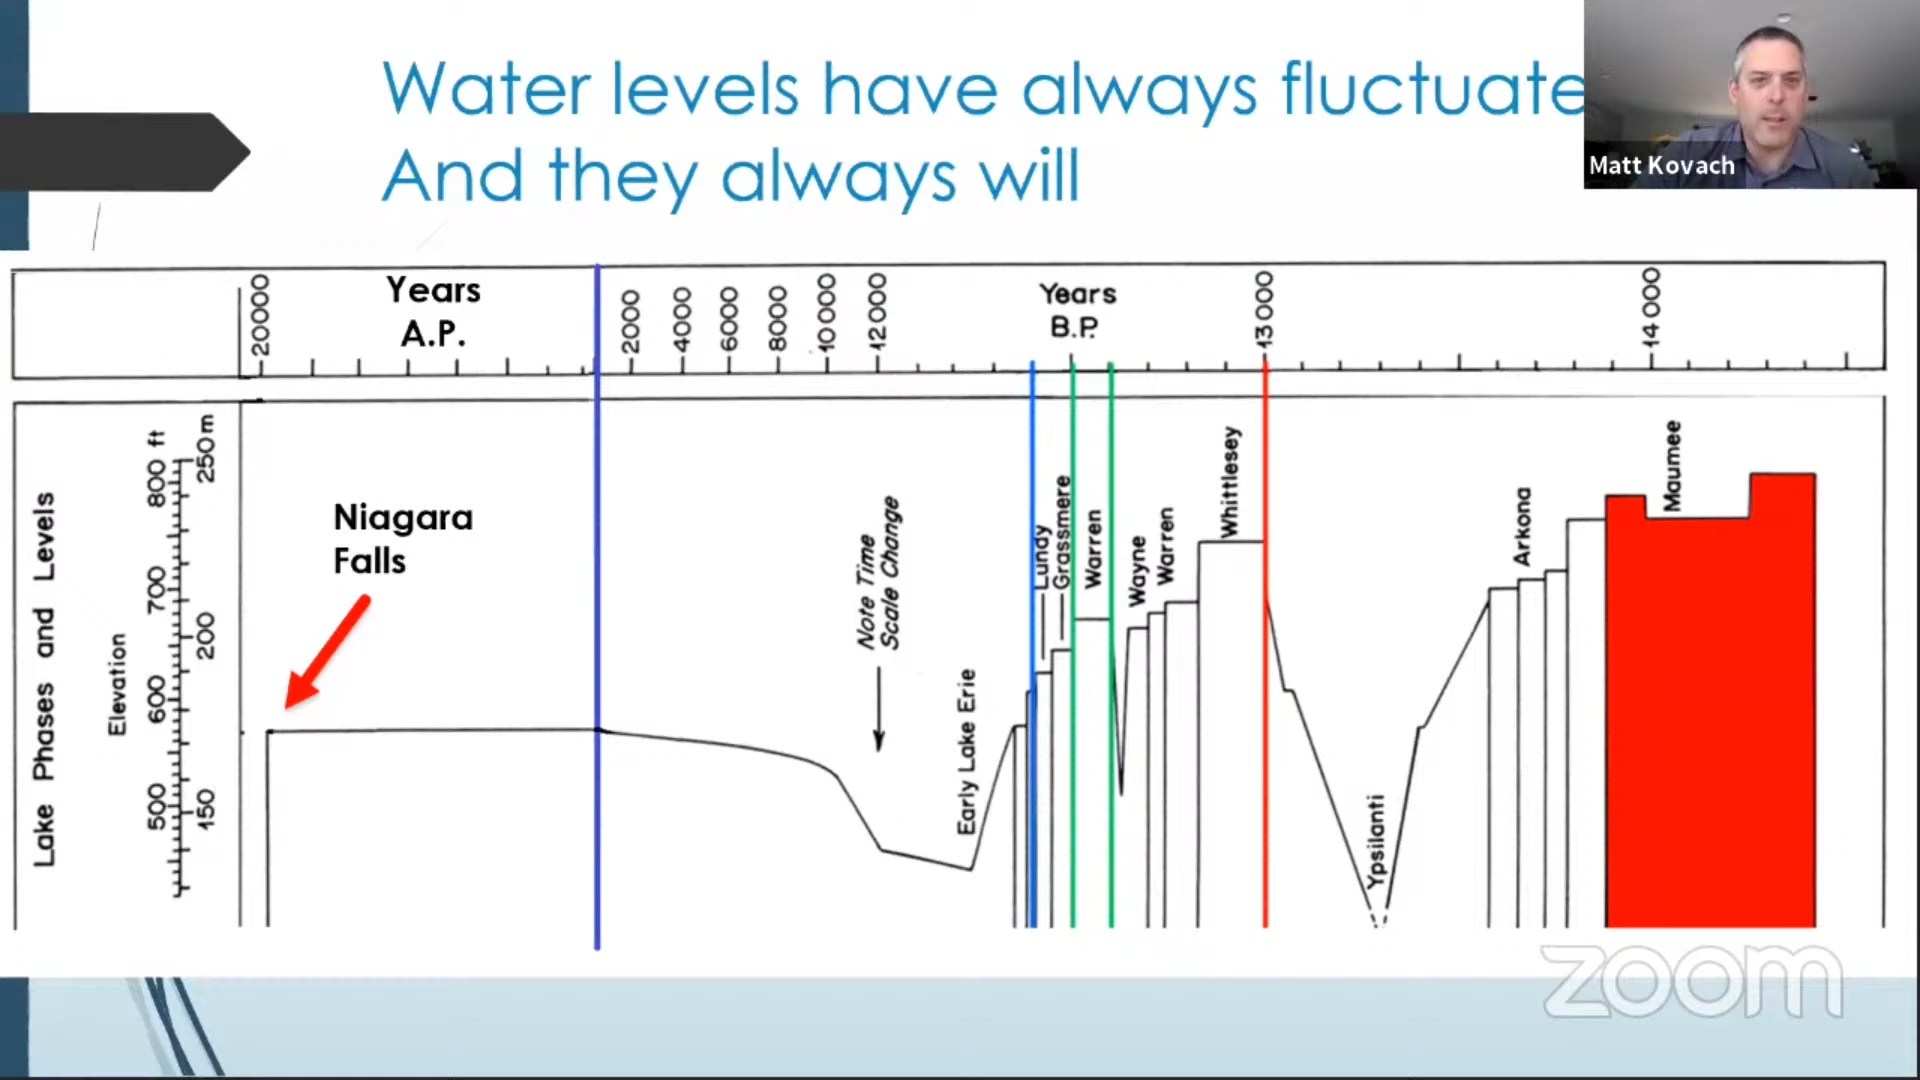 Water levels have always fluctuate
And they always will
Matt Kovach
Years
A.P.
Years
B.P.
20000
2000
4000
6000
8000
10000
12000
13000
14000
Lake Phases and Levels
Elevation
ft
800
700
600
500
250m
200
150
Niagara
Falls
Note Time
Scale Change
Early Lake Erie
Lundy
Grassmere
Warren
Wayne
Warren
Whittlesey
Ypsilanti
Arkona
Maumee
zoom